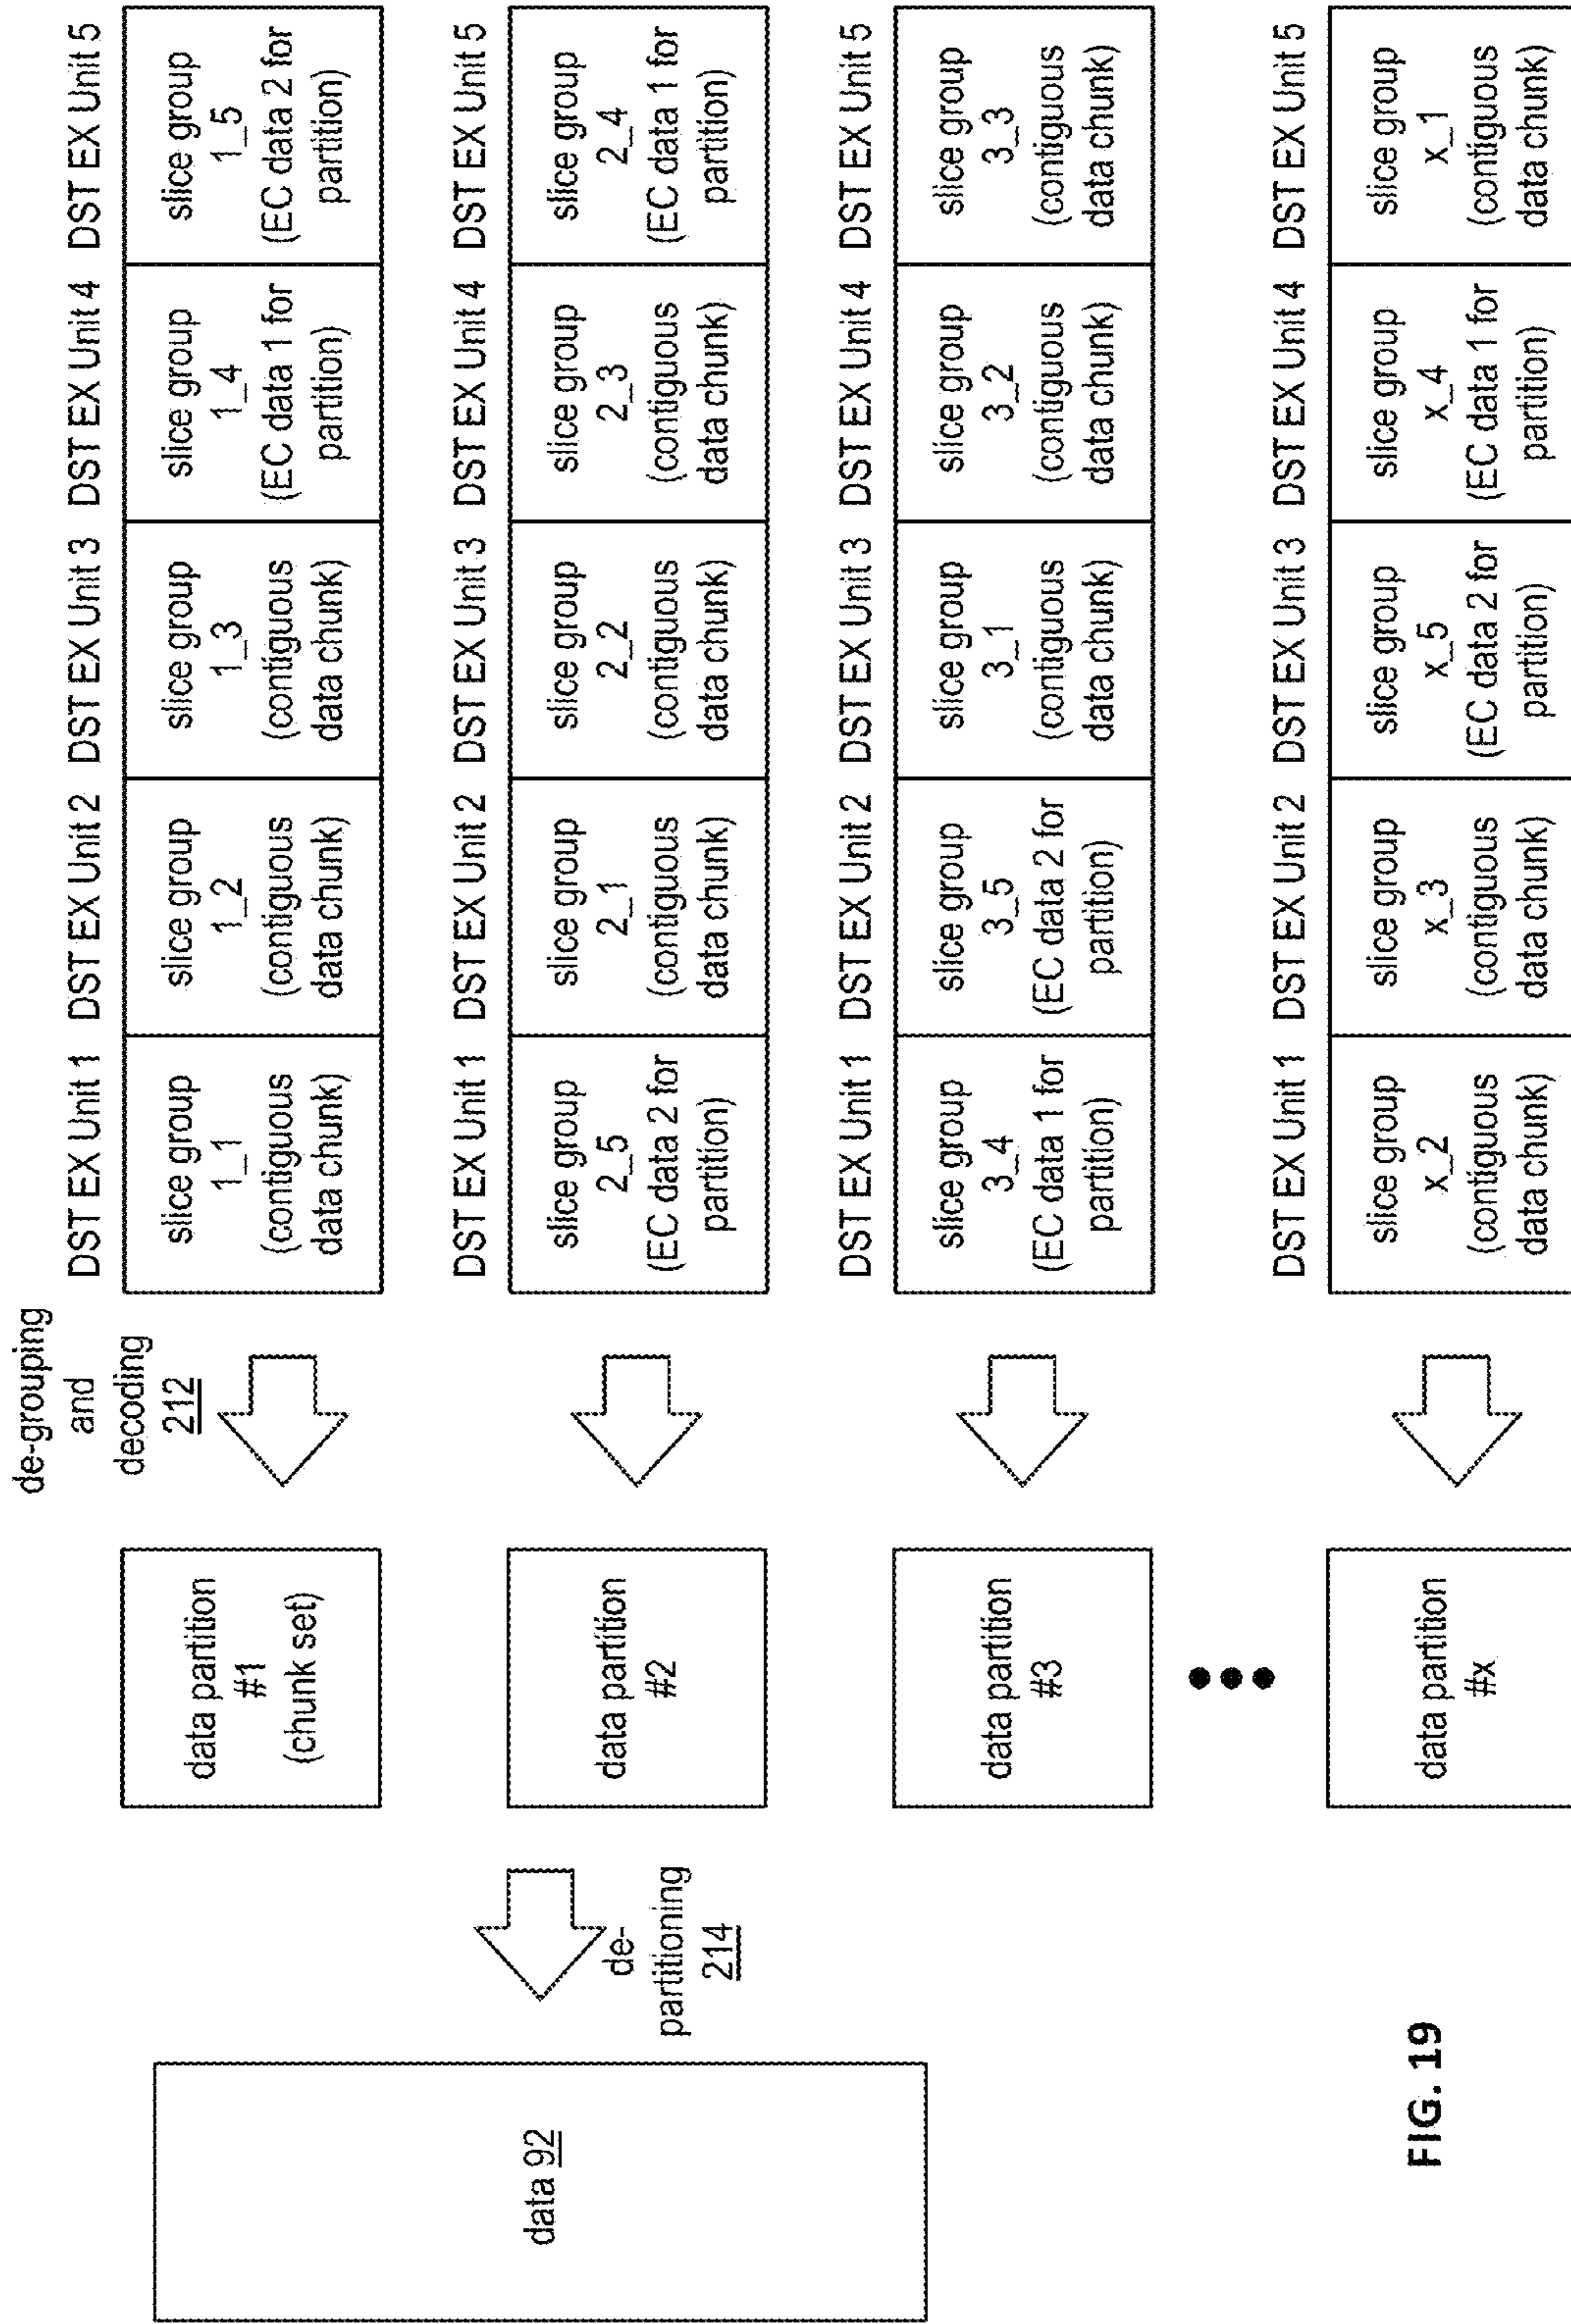 de-grouping
and
decoding
212
DST EX Unit 1 DST EX Unit 2 DST EX Unit 3 DST EX Unit 4 DST EX Unit 5
data 92
de-
partitioning
214
data partition
#1
(chunk set)
slice group
1_1
(contiguous
data chunk)
slice group
1_2
(contiguous
data chunk)
slice group
1_3
(contiguous
data chunk)
slice group
1_4
(EC data 1 for
partition)
slice group
1_5
(EC data 2 for
partition)
DST EX Unit 1 DST EX Unit 2 DST EX Unit 3 DST EX Unit 4 DST EX Unit 5
data partition
#2
slice group
2_5
(EC data 2 for
partition)
slice group
2_1
(contiguous
data chunk)
slice group
2_2
(contiguous
data chunk)
slice group
2_3
(contiguous
data chunk)
slice group
2_4
(EC data 1 for
partition)
DST EX Unit 1 DST EX Unit 2 DST EX Unit 3 DST EX Unit 4 DST EX Unit 5
data partition
#3
slice group
3_4
(EC data 1 for
partition)
slice group
3_5
(EC data 2 for
partition)
slice group
3_1
(contiguous
data chunk)
slice group
3_2
(contiguous
data chunk)
slice group
3_3
(contiguous
data chunk)
DST EX Unit 1 DST EX Unit 2 DST EX Unit 3 DST EX Unit 4 DST EX Unit 5
data partition
#x
slice group
x_2
(contiguous
data chunk)
slice group
x_3
(contiguous
data chunk)
slice group
x_5
(EC data 2 for
partition)
slice group
x_4
(EC data 1 for
partition)
slice group
x_1
(contiguous
data chunk)
FIG. 19